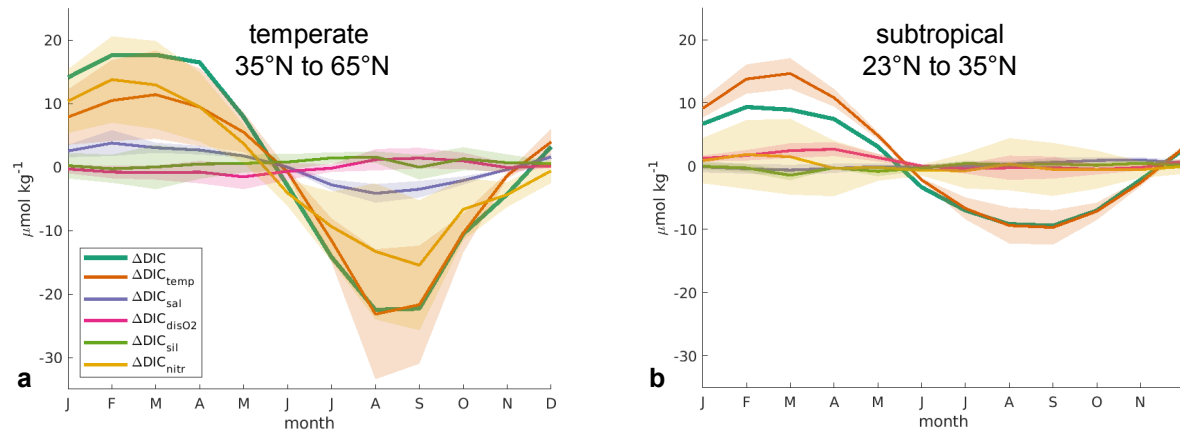 temperate
35°N to 65°N
μmol kg-1
20
10
0
-10
-20
-30
ΔDIC
ΔDICtemp
ΔDICsal
ΔDICdisO2
ΔDICsil
ΔDICnitr
a
J F M A M J J A S O N D
month
subtropical
23°N to 35°N
μmol kg-1
20
10
0
-10
-20
-30
b
J F M A M J J A S O N
month